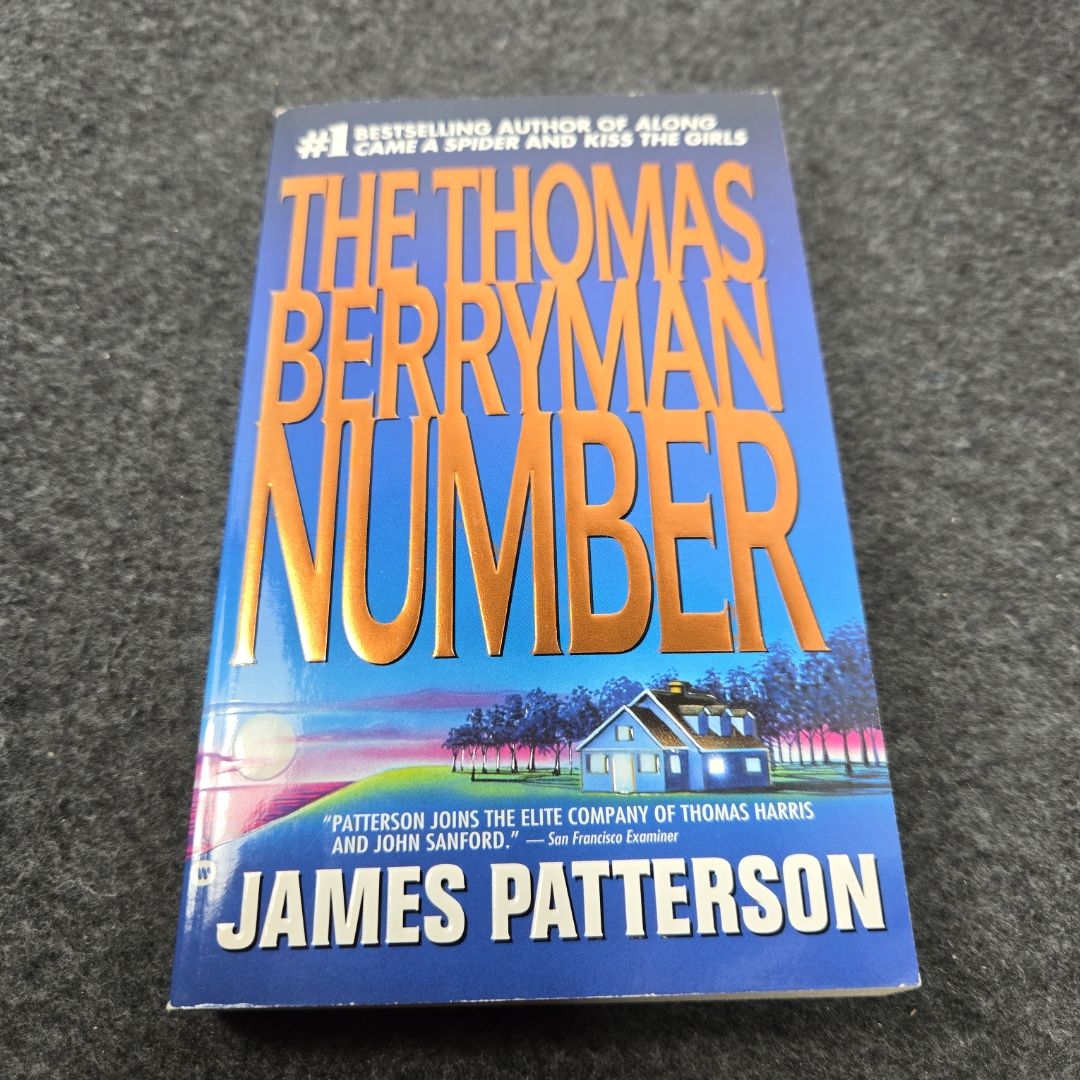 #1 BESTSELLING AUTHOR OF ALONG
CAME A SPIDER AND KISS THE GIRLS
THE THOMAS
BERRYMAN
NUMBER
“PATTERSON JOINS THE ELITE COMPANY OF THOMAS HARRIS
AND JOHN SANFORD.” — San Francisco Examiner
JAMES PATTERSON